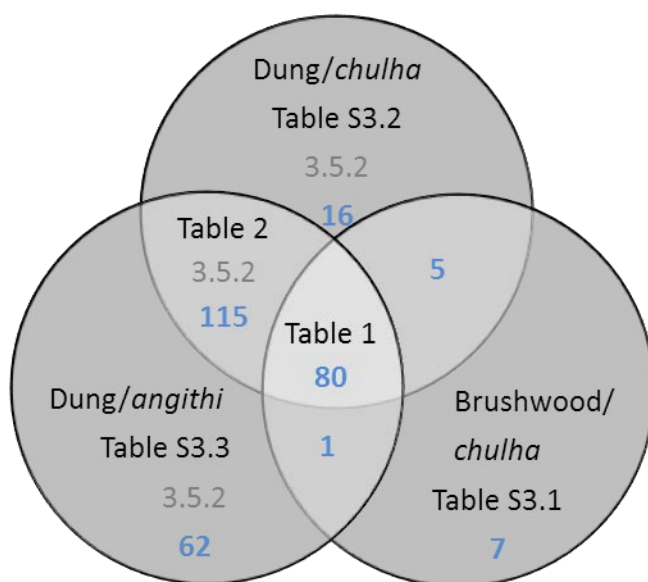 Dung/chulha
Table S3.2
3.5.2
16
Table 2
3.5.2
115
5
Table 1
80
Dung/angithi
Table S3.3
3.5.2
62
1
Brushwood/
chulha
Table S3.1
7